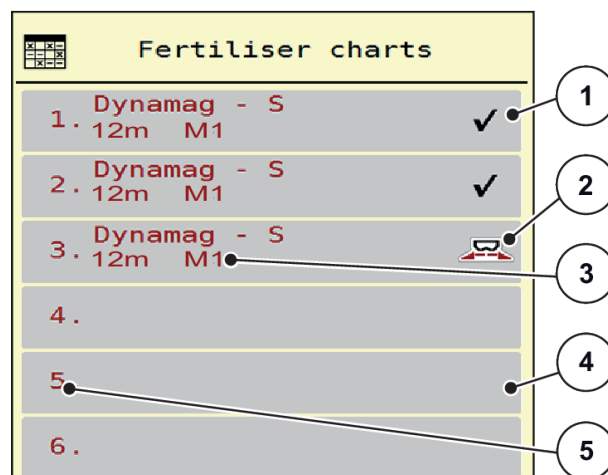 Fertiliser charts
1. Dynamag - S
12m M1
2. Dynamag - S
12m M1
3. Dynamag - S
12m M1
4.
5.
6.
1
2
3
4
5